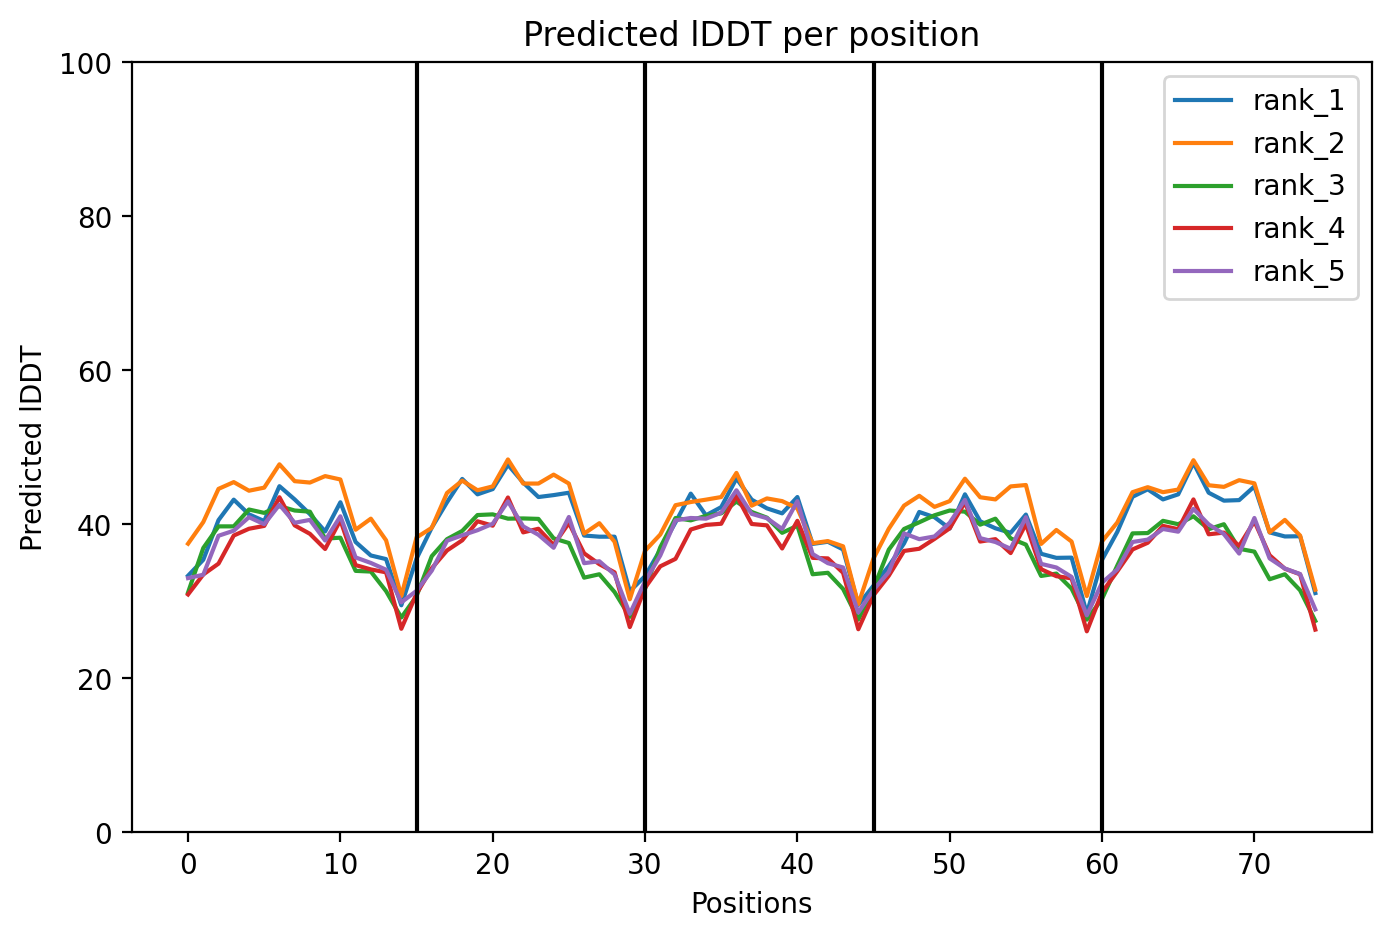 Predicted lDDT per position
100
80
60
40
20
0
Predicted lDDT
rank_1
rank_2
rank_3
rank_4
rank_5
0 10 20 30 40 50 60 70
Positions